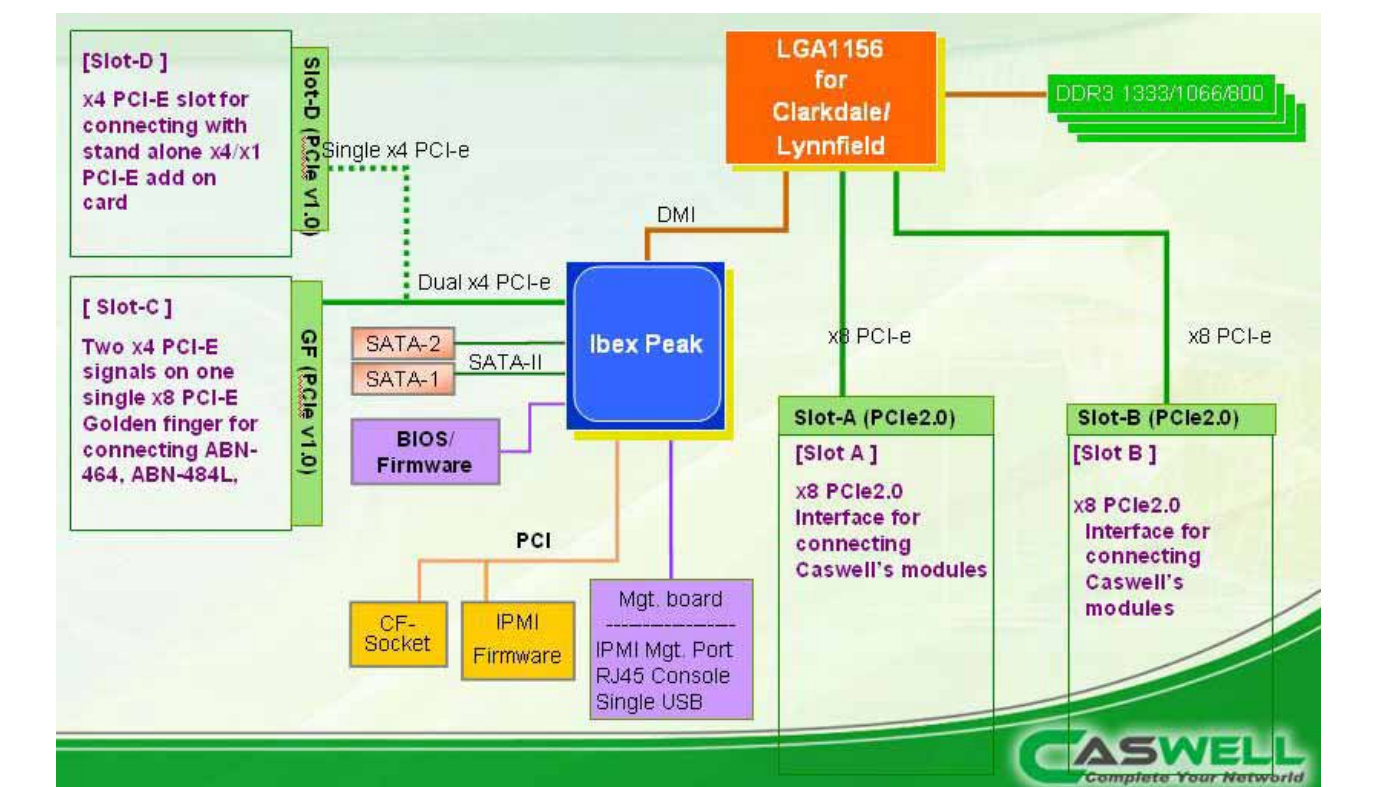 [Slot-D ]
x4 PCI-E slot for
connecting with
stand alone x4/x1
PCI-E add on
card
Slot-D (PCIe v1.0)
Single x4 PCI-e
LGA1156
for
Clarkdale/
Lynnfield
DDR3 1333/1066/800
DMI
[ Slot-C ]
Two x4 PCI-E
signals on one
single x8 PCI-E
Golden finger for
connecting ABN-
464, ABN-484L,
GF (PCIe v1.0)
Dual x4 PCI-e
SATA-2
SATA-1
SATA-II
Ibex Peak
BIOS/
Firmware
x8 PCI-e
x8 PCI-e
PCI
CF-
Socket
IPMI
Firmware
Mgt. board
--------------------
IPMI Mgt. Port
RJ45 Console
Single USB
Slot-A (PCIe2.0)
[Slot A ]
x8 PCIe2.0
Interface for
connecting
Caswell's modules
Slot-B (PCIe2.0)
[Slot B ]
x8 PCIe2.0
Interface for
connecting
Caswell's
modules
CASWELL
Complete Your Networld